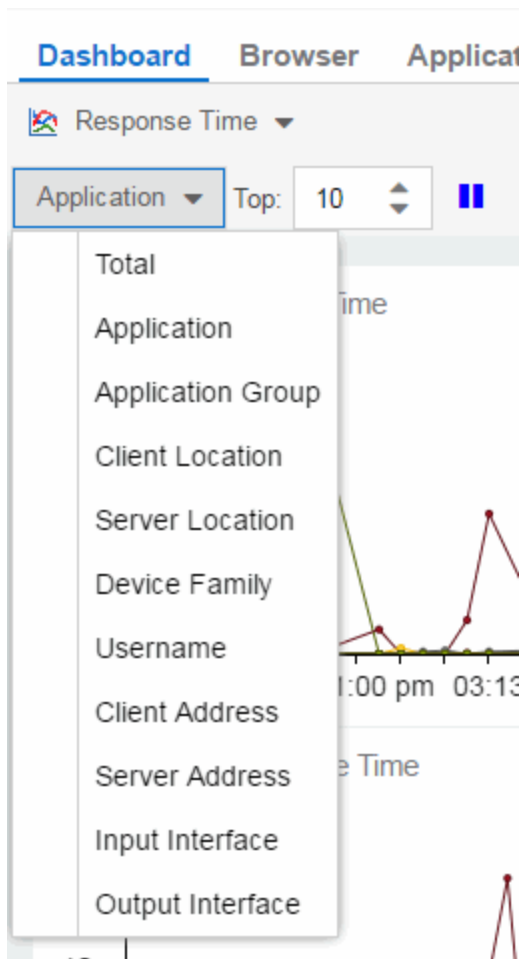 Dashboard Browser Applicat
Response Time
Application Top: 10
Total
ime
Application
Application Group
Client Location
Server Location
Device Family
Username
1:00 pm 03:13
Client Address
e Time
Server Address
Input Interface
Output Interface